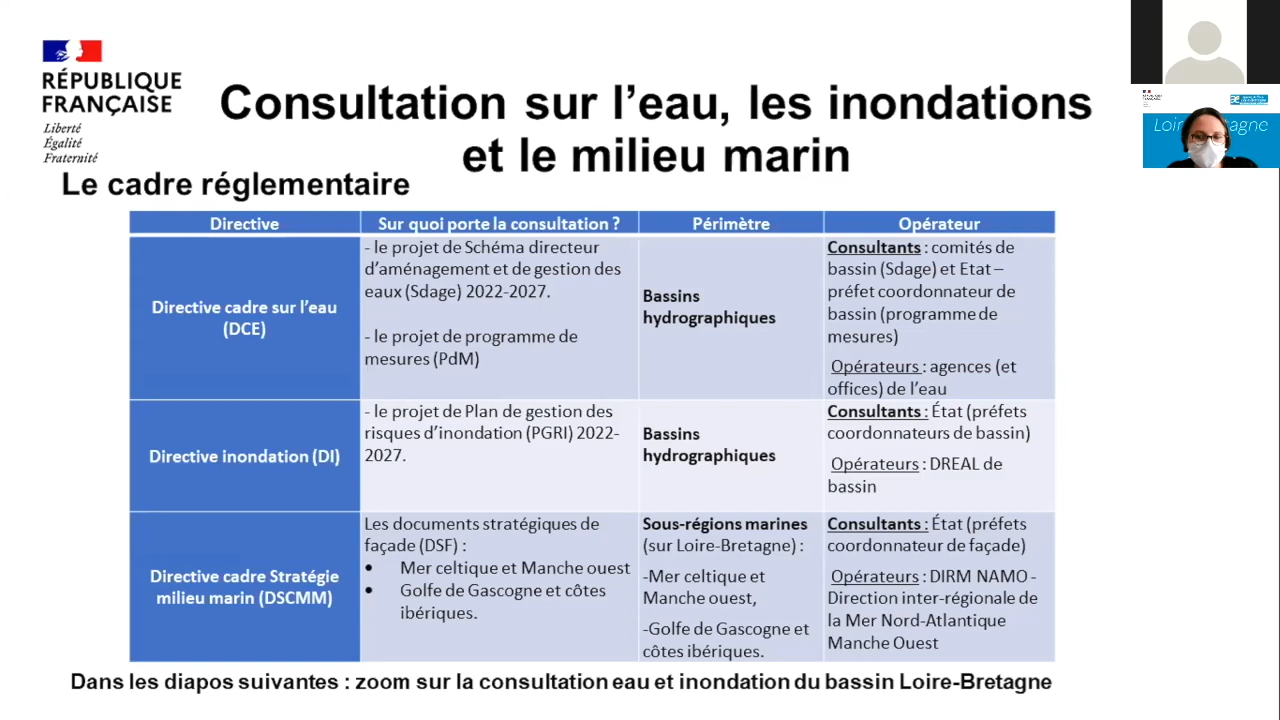 RÉPUBLIQUE
FRANÇAISE
Liberté
Égalité
Fraternité
Consultation sur l'eau, les inondations
et le milieu marin
Le cadre réglementaire
Directive
Sur quoi porte la consultation ?
Périmètre
Opérateur
Directive cadre sur l'eau
(DCE)
- le projet de Schéma directeur
d'aménagement et de gestion des
eaux (Sdage) 2022-2027.
- le projet de programme de
mesures (PdM)
Bassins
hydrographiques
Consultants : comités de
bassin (Sdage) et Etat –
préfet coordonnateur de
bassin (programme de
mesures)
Opérateurs : agences (et
offices) de l'eau
Directive inondation (DI)
- le projet de Plan de gestion des
risques d'inondation (PGRI) 2022-
2027.
Bassins
hydrographiques
Consultants : État (préfets
coordonnateurs de bassin)
Opérateurs : DREAL de
bassin
Directive cadre Stratégie
milieu marin (DSCMM)
Les documents stratégiques de
façade (DSF) :
• Mer celtique et Manche ouest
• Golfe de Gascogne et côtes
ibériques.
Sous-régions marines
(sur Loire-Bretagne) :
-Mer celtique et
Manche ouest,
-Golfe de Gascogne et
côtes ibériques.
Consultants : État (préfets
coordonnateur de façade)
Opérateurs : DIRM NAMO -
Direction inter-régionale de
la Mer Nord-Atlantique
Manche Ouest
Dans les diapos suivantes : zoom sur la consultation eau et inondation du bassin Loire-Bretagne